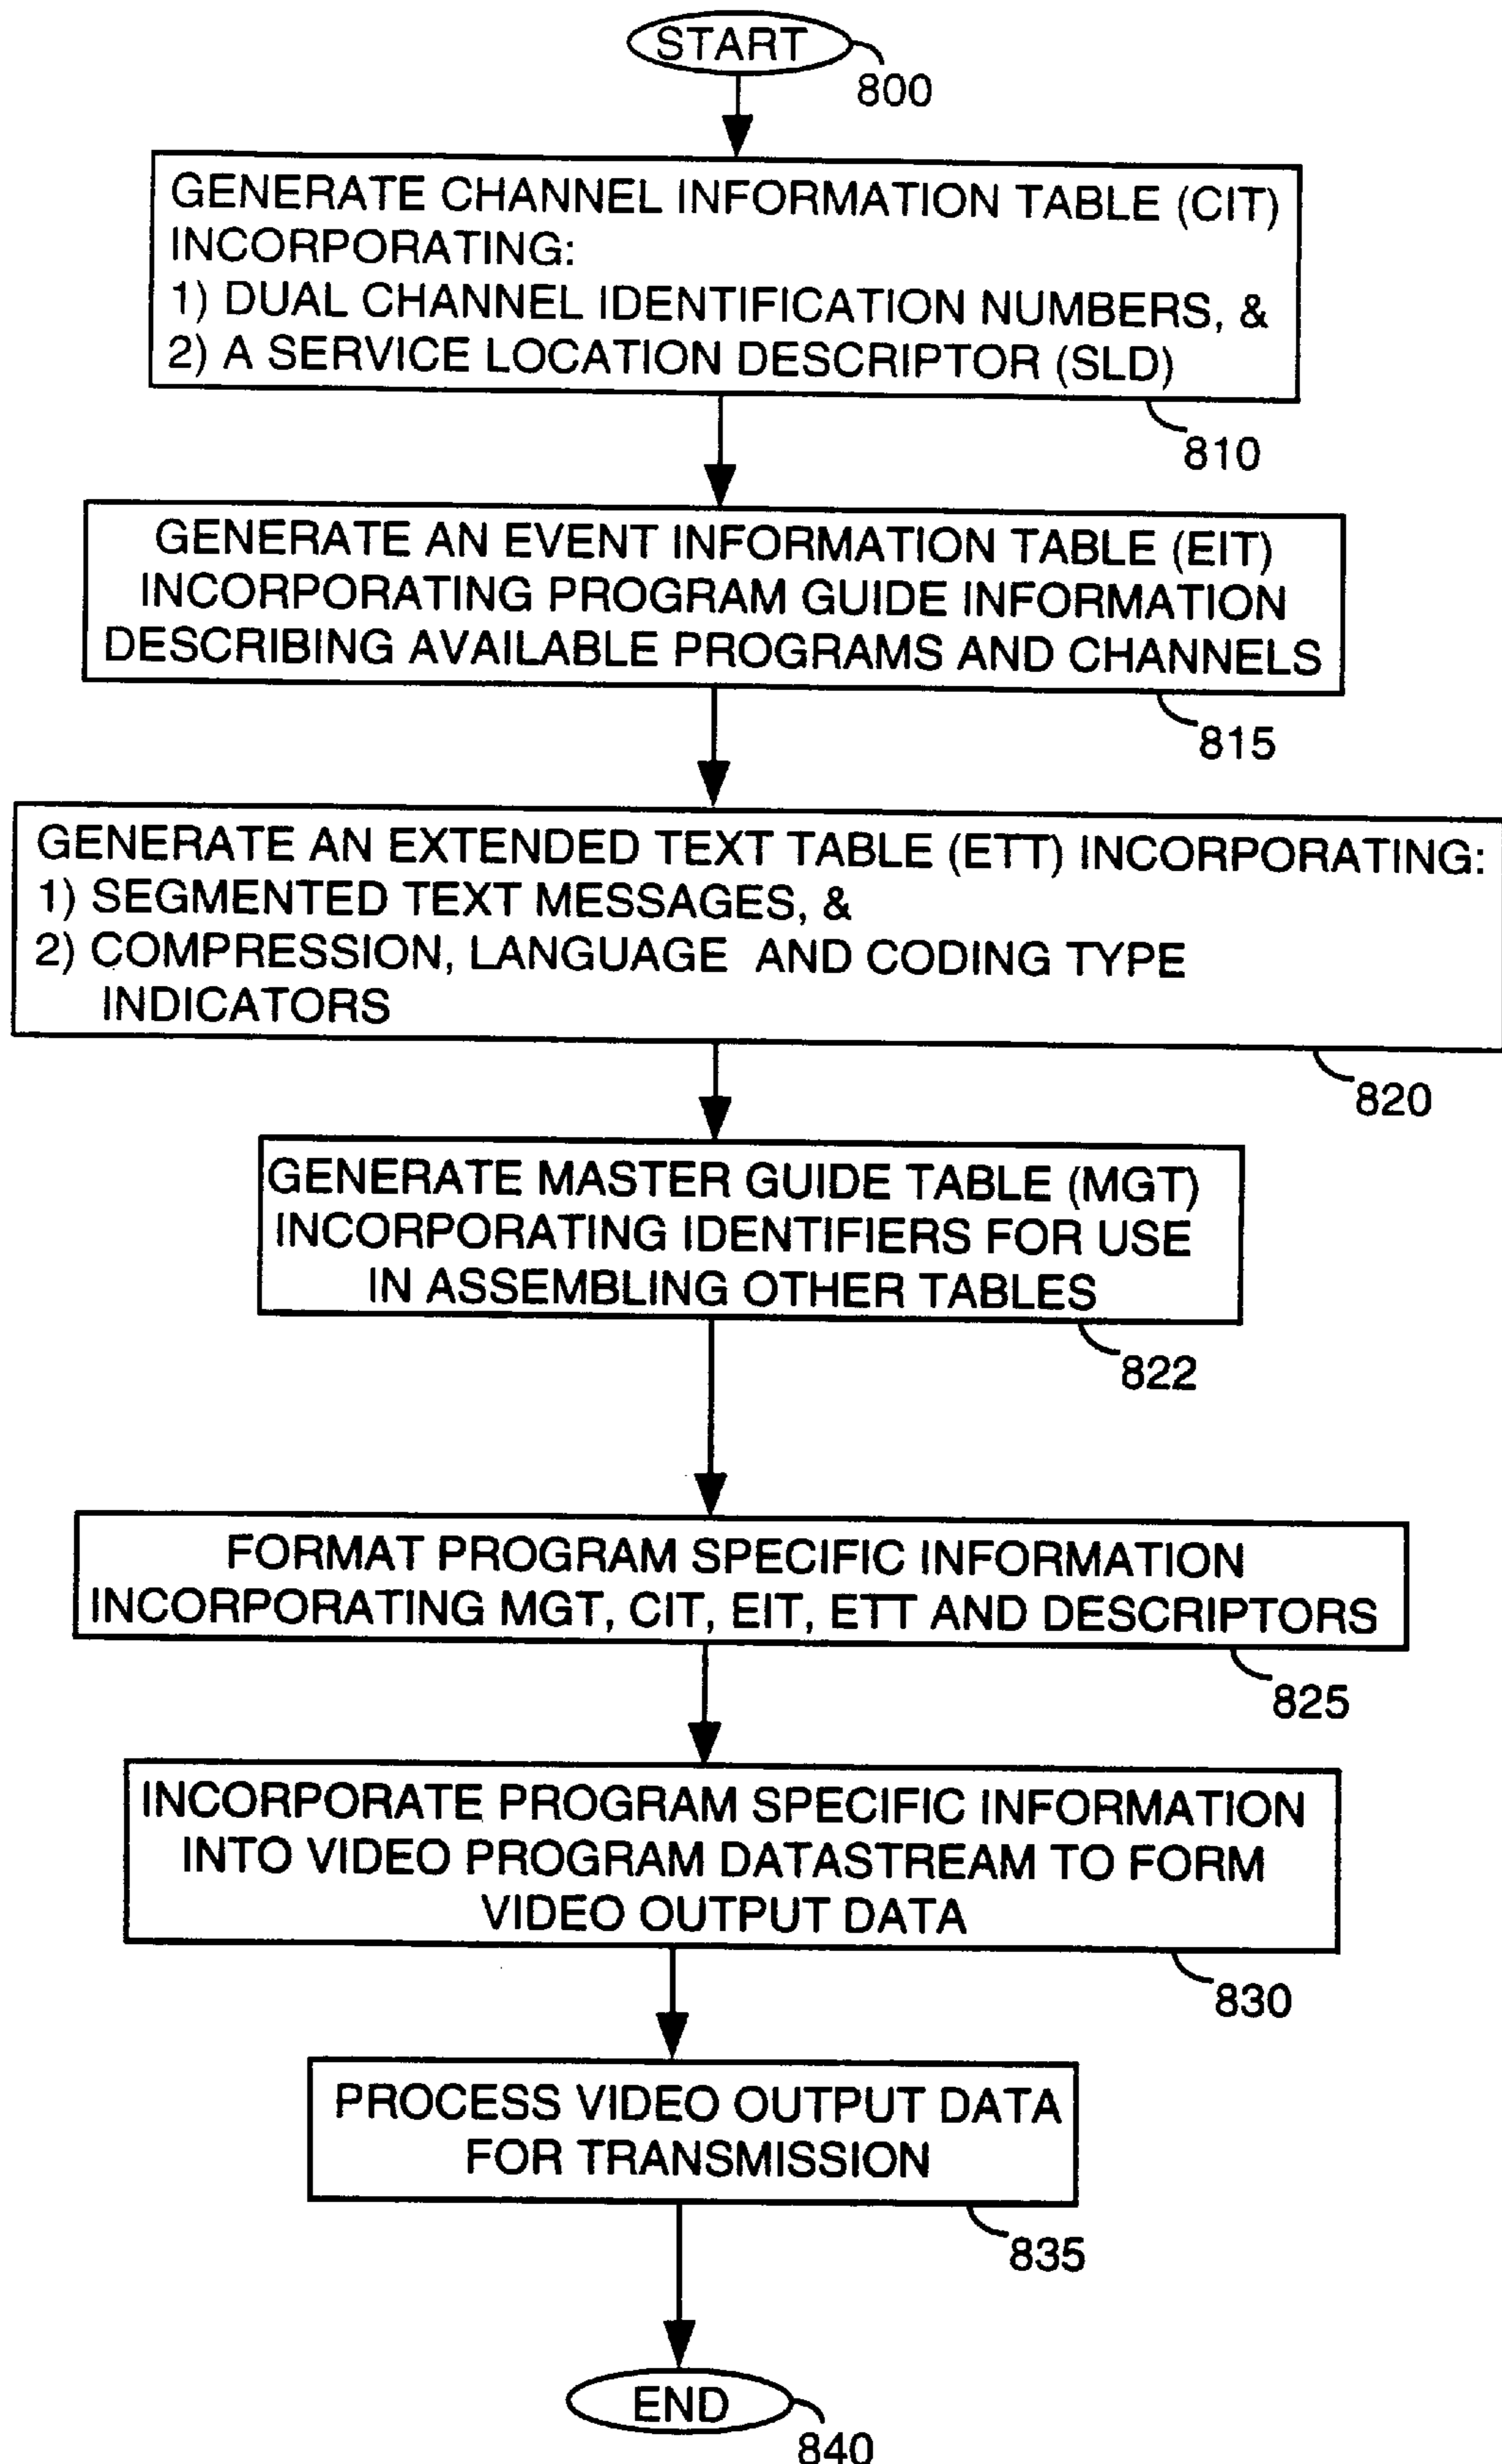 START
800
GENERATE CHANNEL INFORMATION TABLE (CIT)
INCORPORATING:
1) DUAL CHANNEL IDENTIFICATION NUMBERS, &
2) A SERVICE LOCATION DESCRIPTOR (SLD)
810
GENERATE AN EVENT INFORMATION TABLE (EIT)
INCORPORATING PROGRAM GUIDE INFORMATION
DESCRIBING AVAILABLE PROGRAMS AND CHANNELS
815
GENERATE AN EXTENDED TEXT TABLE (ETT) INCORPORATING:
1) SEGMENTED TEXT MESSAGES, &
2) COMPRESSION, LANGUAGE AND CODING TYPE
INDICATORS
820
GENERATE MASTER GUIDE TABLE (MGT)
INCORPORATING IDENTIFIERS FOR USE
IN ASSEMBLING OTHER TABLES
822
FORMAT PROGRAM SPECIFIC INFORMATION
INCORPORATING MGT, CIT, EIT, ETT AND DESCRIPTORS
825
INCORPORATE PROGRAM SPECIFIC INFORMATION
INTO VIDEO PROGRAM DATASTREAM TO FORM
VIDEO OUTPUT DATA
830
PROCESS VIDEO OUTPUT DATA
FOR TRANSMISSION
835
END
840